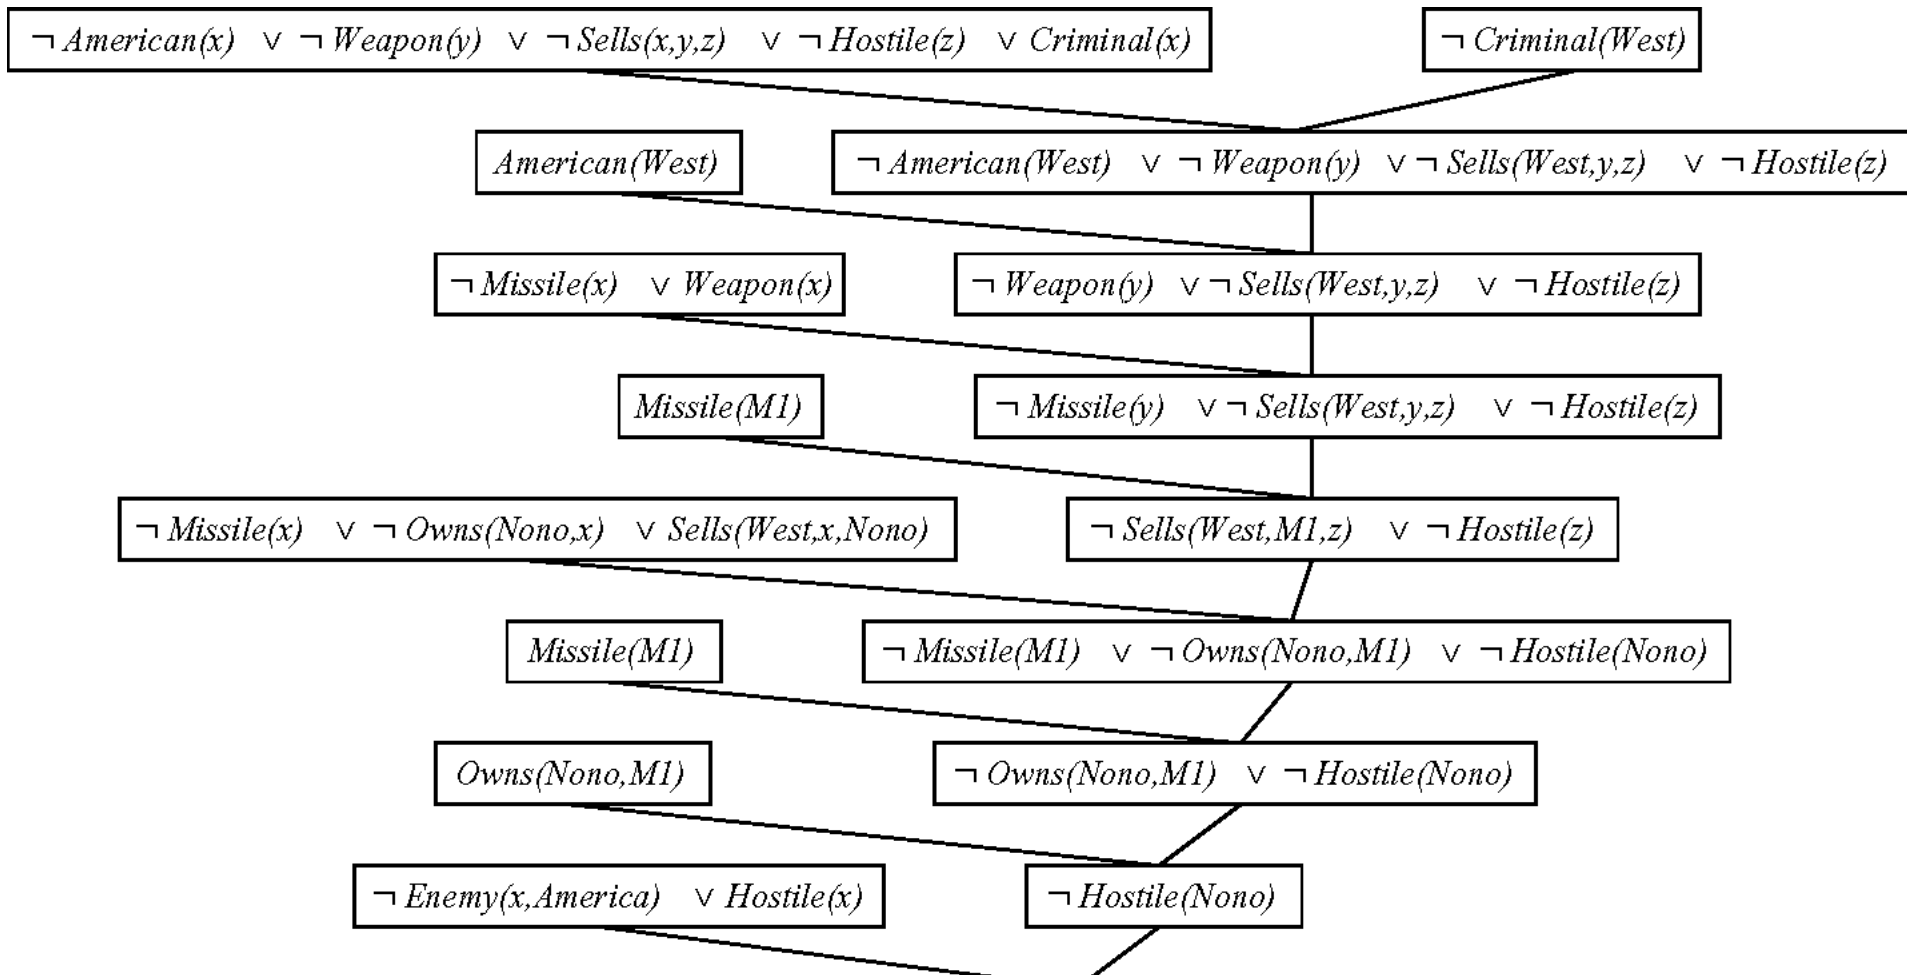 ¬ American(x) ∨ ¬ Weapon(y) ∨ ¬ Sells(x,y,z) ∨ ¬ Hostile(z) ∨ Criminal(x)
¬ Criminal(West)
American(West)
¬ American(West) ∨ ¬ Weapon(y) ∨ ¬ Sells(West,y,z) ∨ ¬ Hostile(z)
¬ Missile(x) ∨ Weapon(x)
¬ Weapon(y) ∨ ¬ Sells(West,y,z) ∨ ¬ Hostile(z)
Missile(M1)
¬ Missile(y) ∨ ¬ Sells(West,y,z) ∨ ¬ Hostile(z)
¬ Missile(x) ∨ ¬ Owns(Nono,x) ∨ Sells(West,x,Nono)
¬ Sells(West,M1,z) ∨ ¬ Hostile(z)
Missile(M1)
¬ Missile(M1) ∨ ¬ Owns(Nono,M1) ∨ ¬ Hostile(Nono)
Owns(Nono,M1)
¬ Owns(Nono,M1) ∨ ¬ Hostile(Nono)
¬ Enemy(x,America) ∨ Hostile(x)
¬ Hostile(Nono)